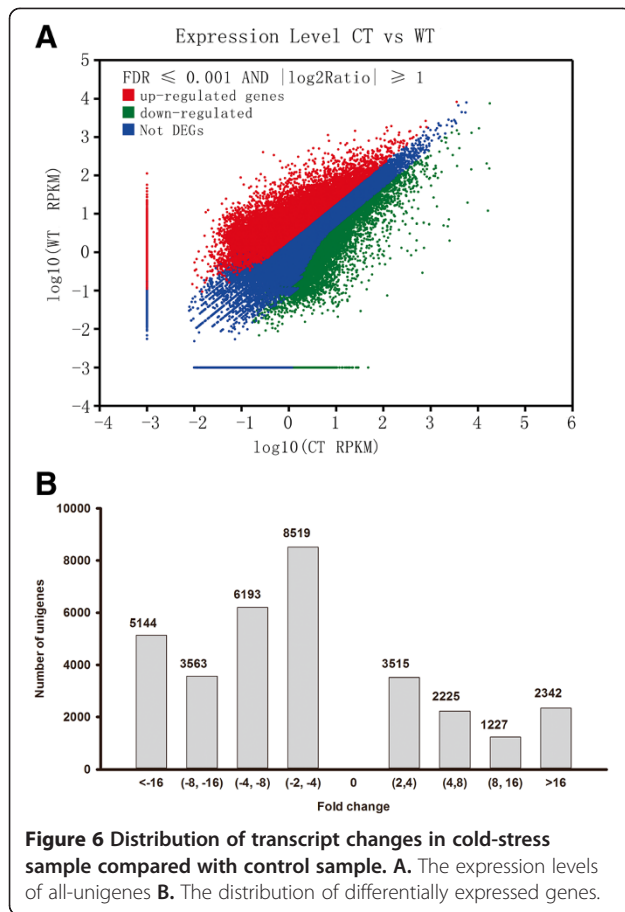 A
Expression Level CT vs WT
FDR ≤ 0.001 AND |log2Ratio| ≥ 1
up-regulated genes
down-regulated
Not DEGs
log10(WT RPKM)
5
4
3
2
1
0
-1
-2
-3
-4
-4 -3 -2 -1 0 1 2 3 4 5 6
log10(CT RPKM)
B
Number of unigenes
10000
8000
6000
4000
2000
0
5144 3563 6193 8519 3515 2225 1227 2342
<-16 (-8, -16) (-4, -8) (-2, -4) 0 (2,4) (4,8) (8, 16) >16
Fold change
Figure 6 Distribution of transcript changes in cold-stress
sample compared with control sample. A. The expression levels
of all-unigenes B. The distribution of differentially expressed genes.